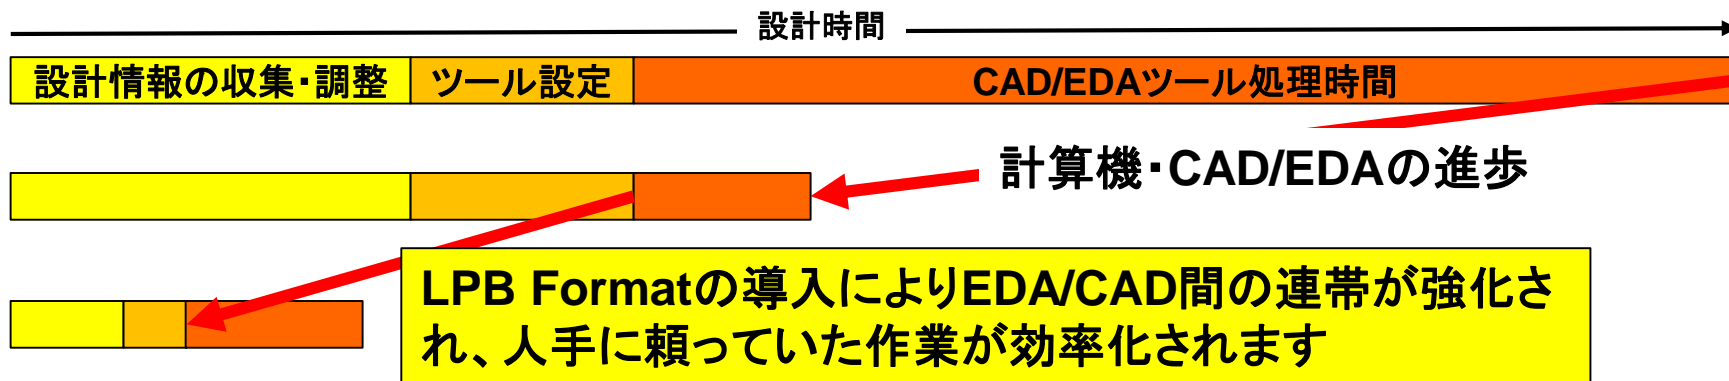 設計時間
設計情報の収集・調整 ツール設定 CAD/EDAツール処理時間
計算機・CAD/EDAの進歩
LPB Formatの導入によりEDA/CAD間の連帯が強化さ
れ、人手に頼っていた作業が効率化されます